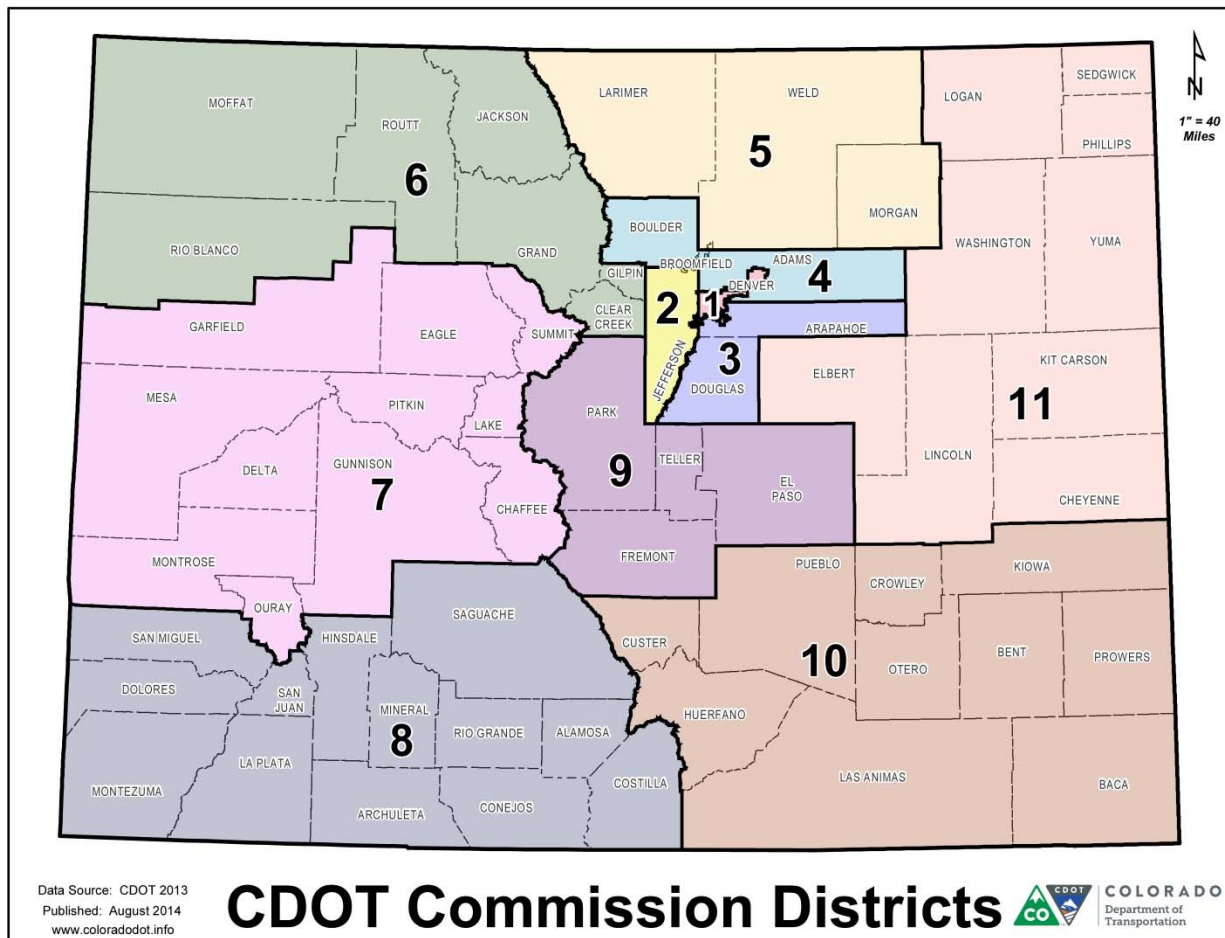 MOFFAT
ROUTT
JACKSON
LARIMER
WELD
LOGAN
SEDGWICK
PHILLIPS
N
1" = 40
Miles
5
6
RIO BLANCO
GRAND
BOULDER
MORGAN
WASHINGTON
YUMA
GILPIN
BROOMFIELD
ADAMS
DENVER
4
CLEAR
CREEK
2
1
GARFIELD
EAGLE
SUMMIT
JEFFERSON
ARAPAHOE
3
DOUGLAS
ELBERT
KIT CARSON
11
MESA
PITKIN
LAKE
PARK
DELTA
GUNNISON
7
CHAFFEE
9
TELLER
EL
PASO
LINCOLN
CHEYENNE
MONTROSE
FREMONT
PUEBLO
CROWLEY
KIOWA
OURAY
SAGUACHE
SAN MIGUEL
HINSDALE
CUSTER
10
OTERO
BENT
PROWERS
DOLORES
SAN
JUAN
MINERAL
8
RIO GRANDE
ALAMOSA
HUERFANO
LA PLATA
COSTILLA
LAS ANIMAS
BACA
MONTEZUMA
ARCHULETA
CONEJOS
Data Source: CDOT 2013
Published: August 2014
www.coloradodot.info
CDOT Commission Districts
CO
CDOT
COLORADO
Department of
Transportation